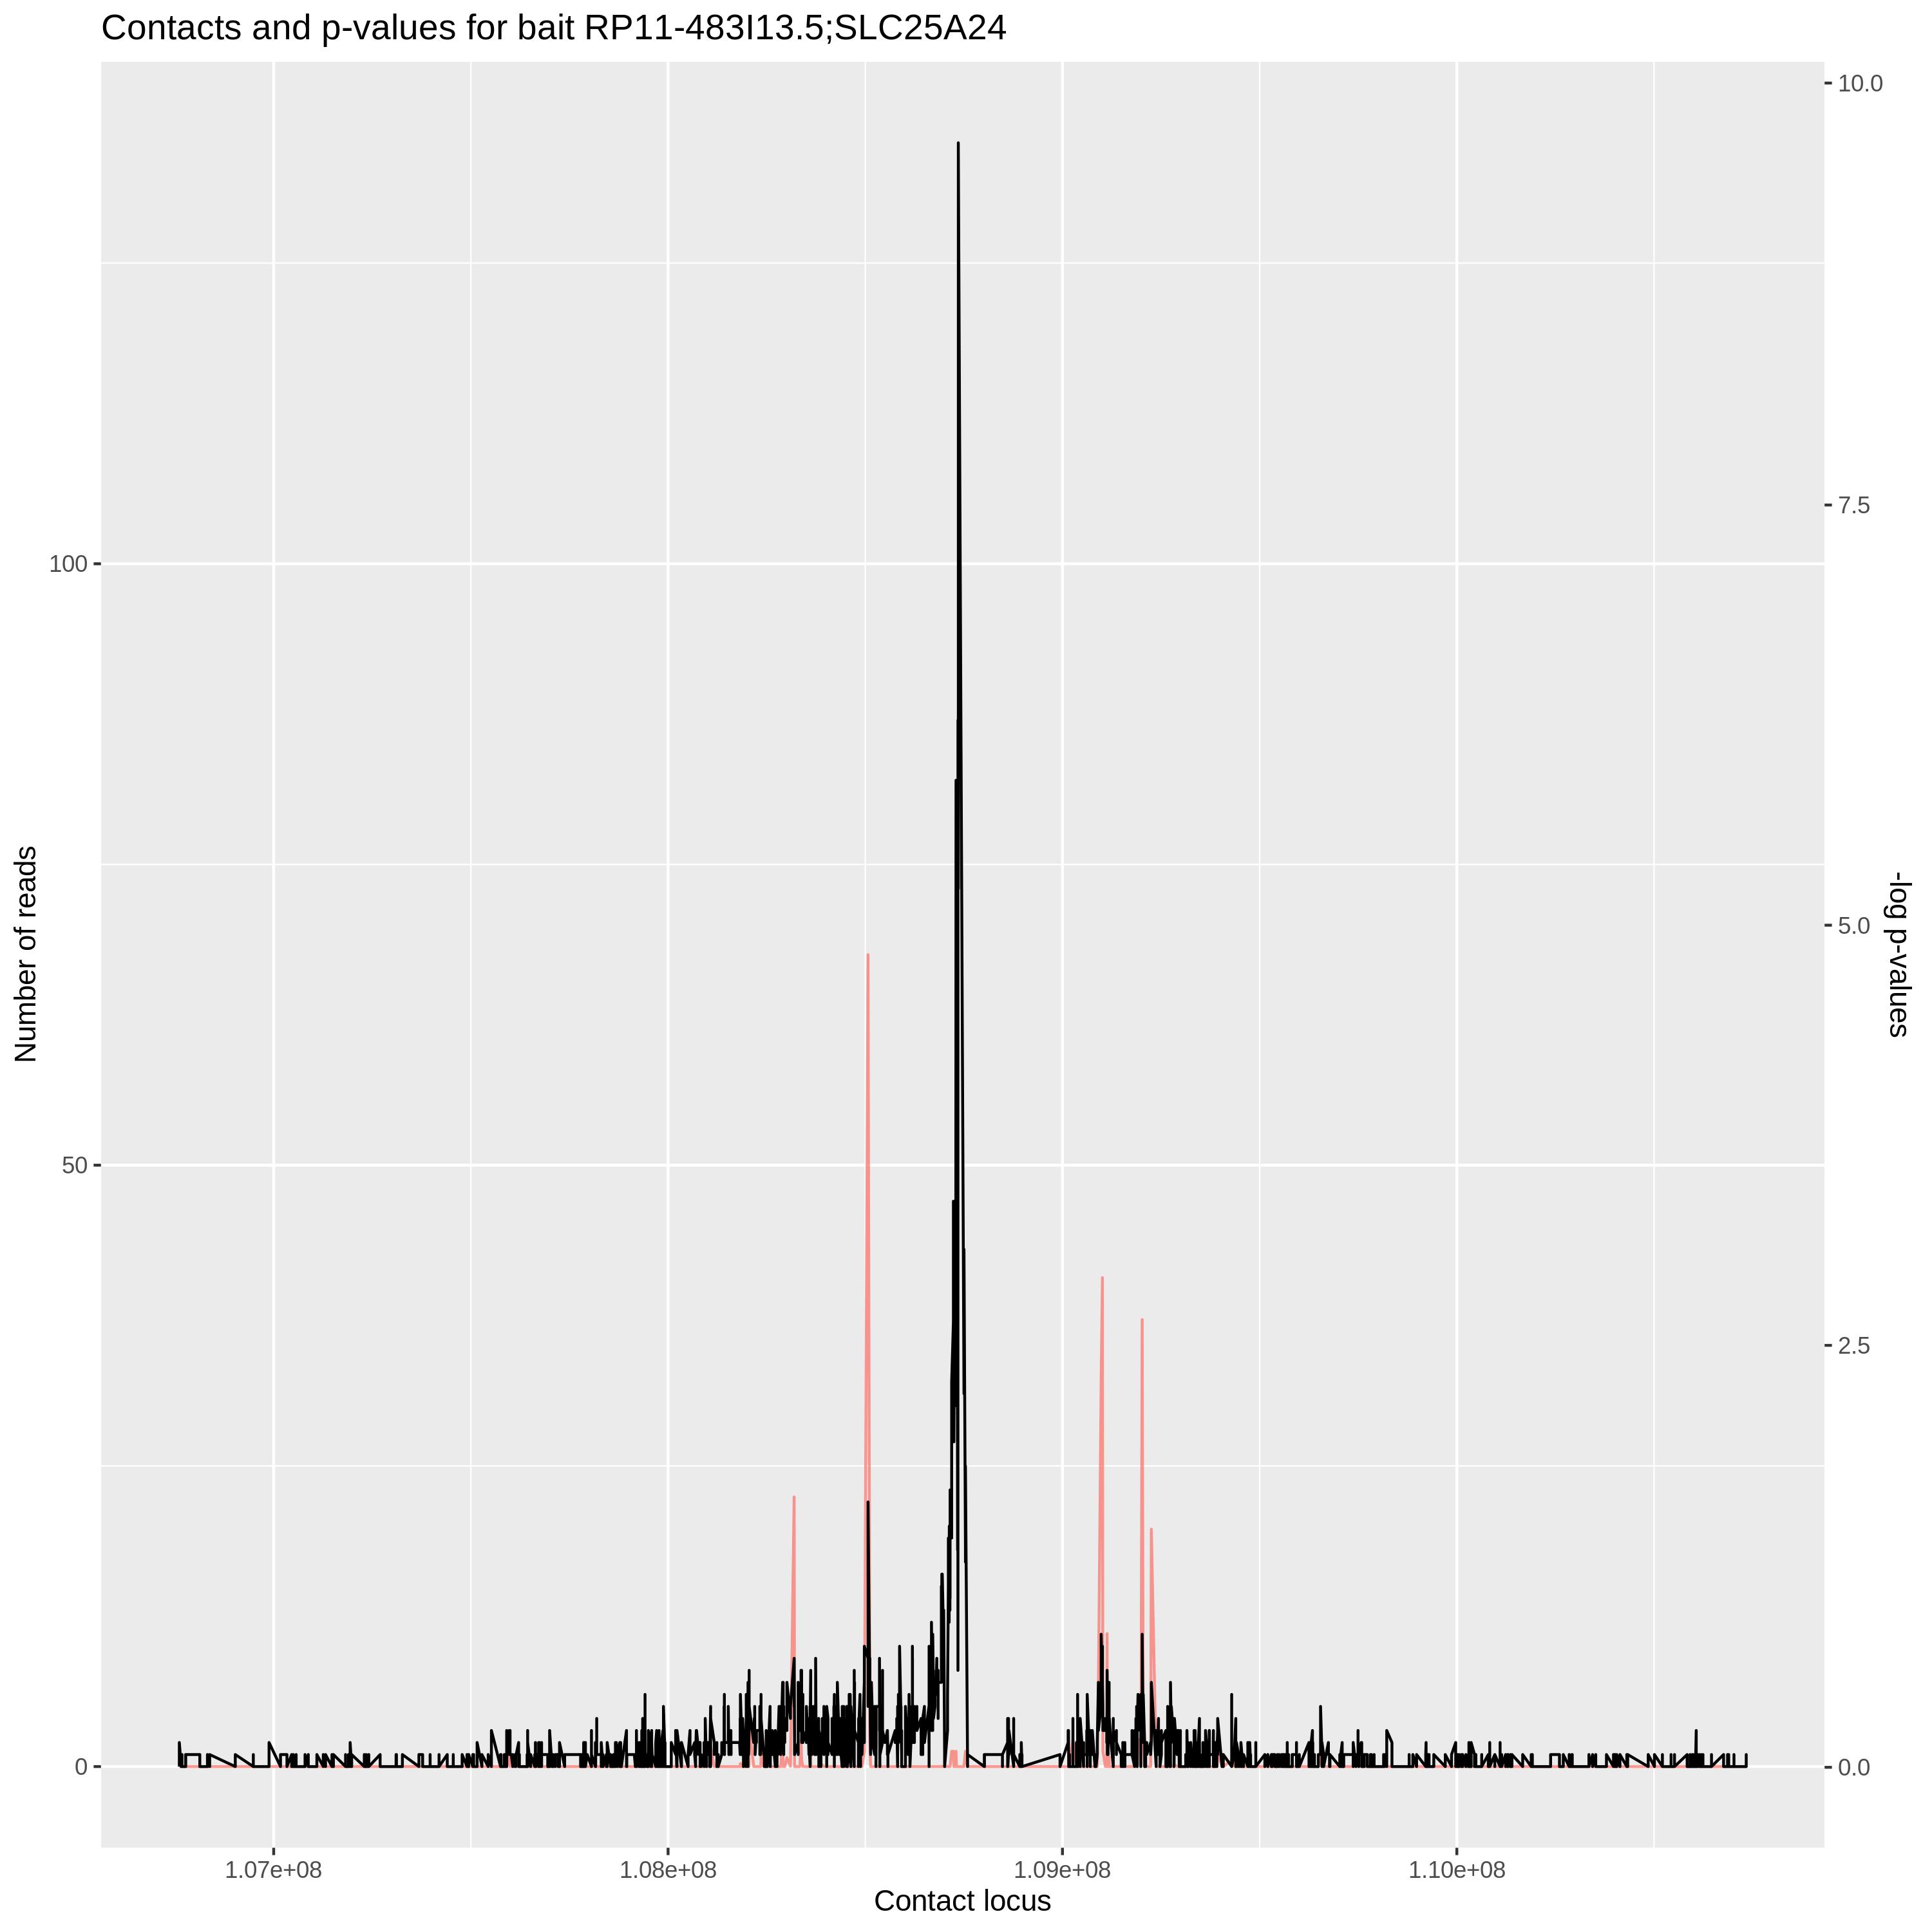 Contacts and p-values for bait RP11-483I13.5;SLC25A24
10.0
7.5
100
5.0
Number of reads
-log p-values
50
2.5
0
0.0
1.07e+08
1.08e+08
1.09e+08
1.10e+08
Contact locus